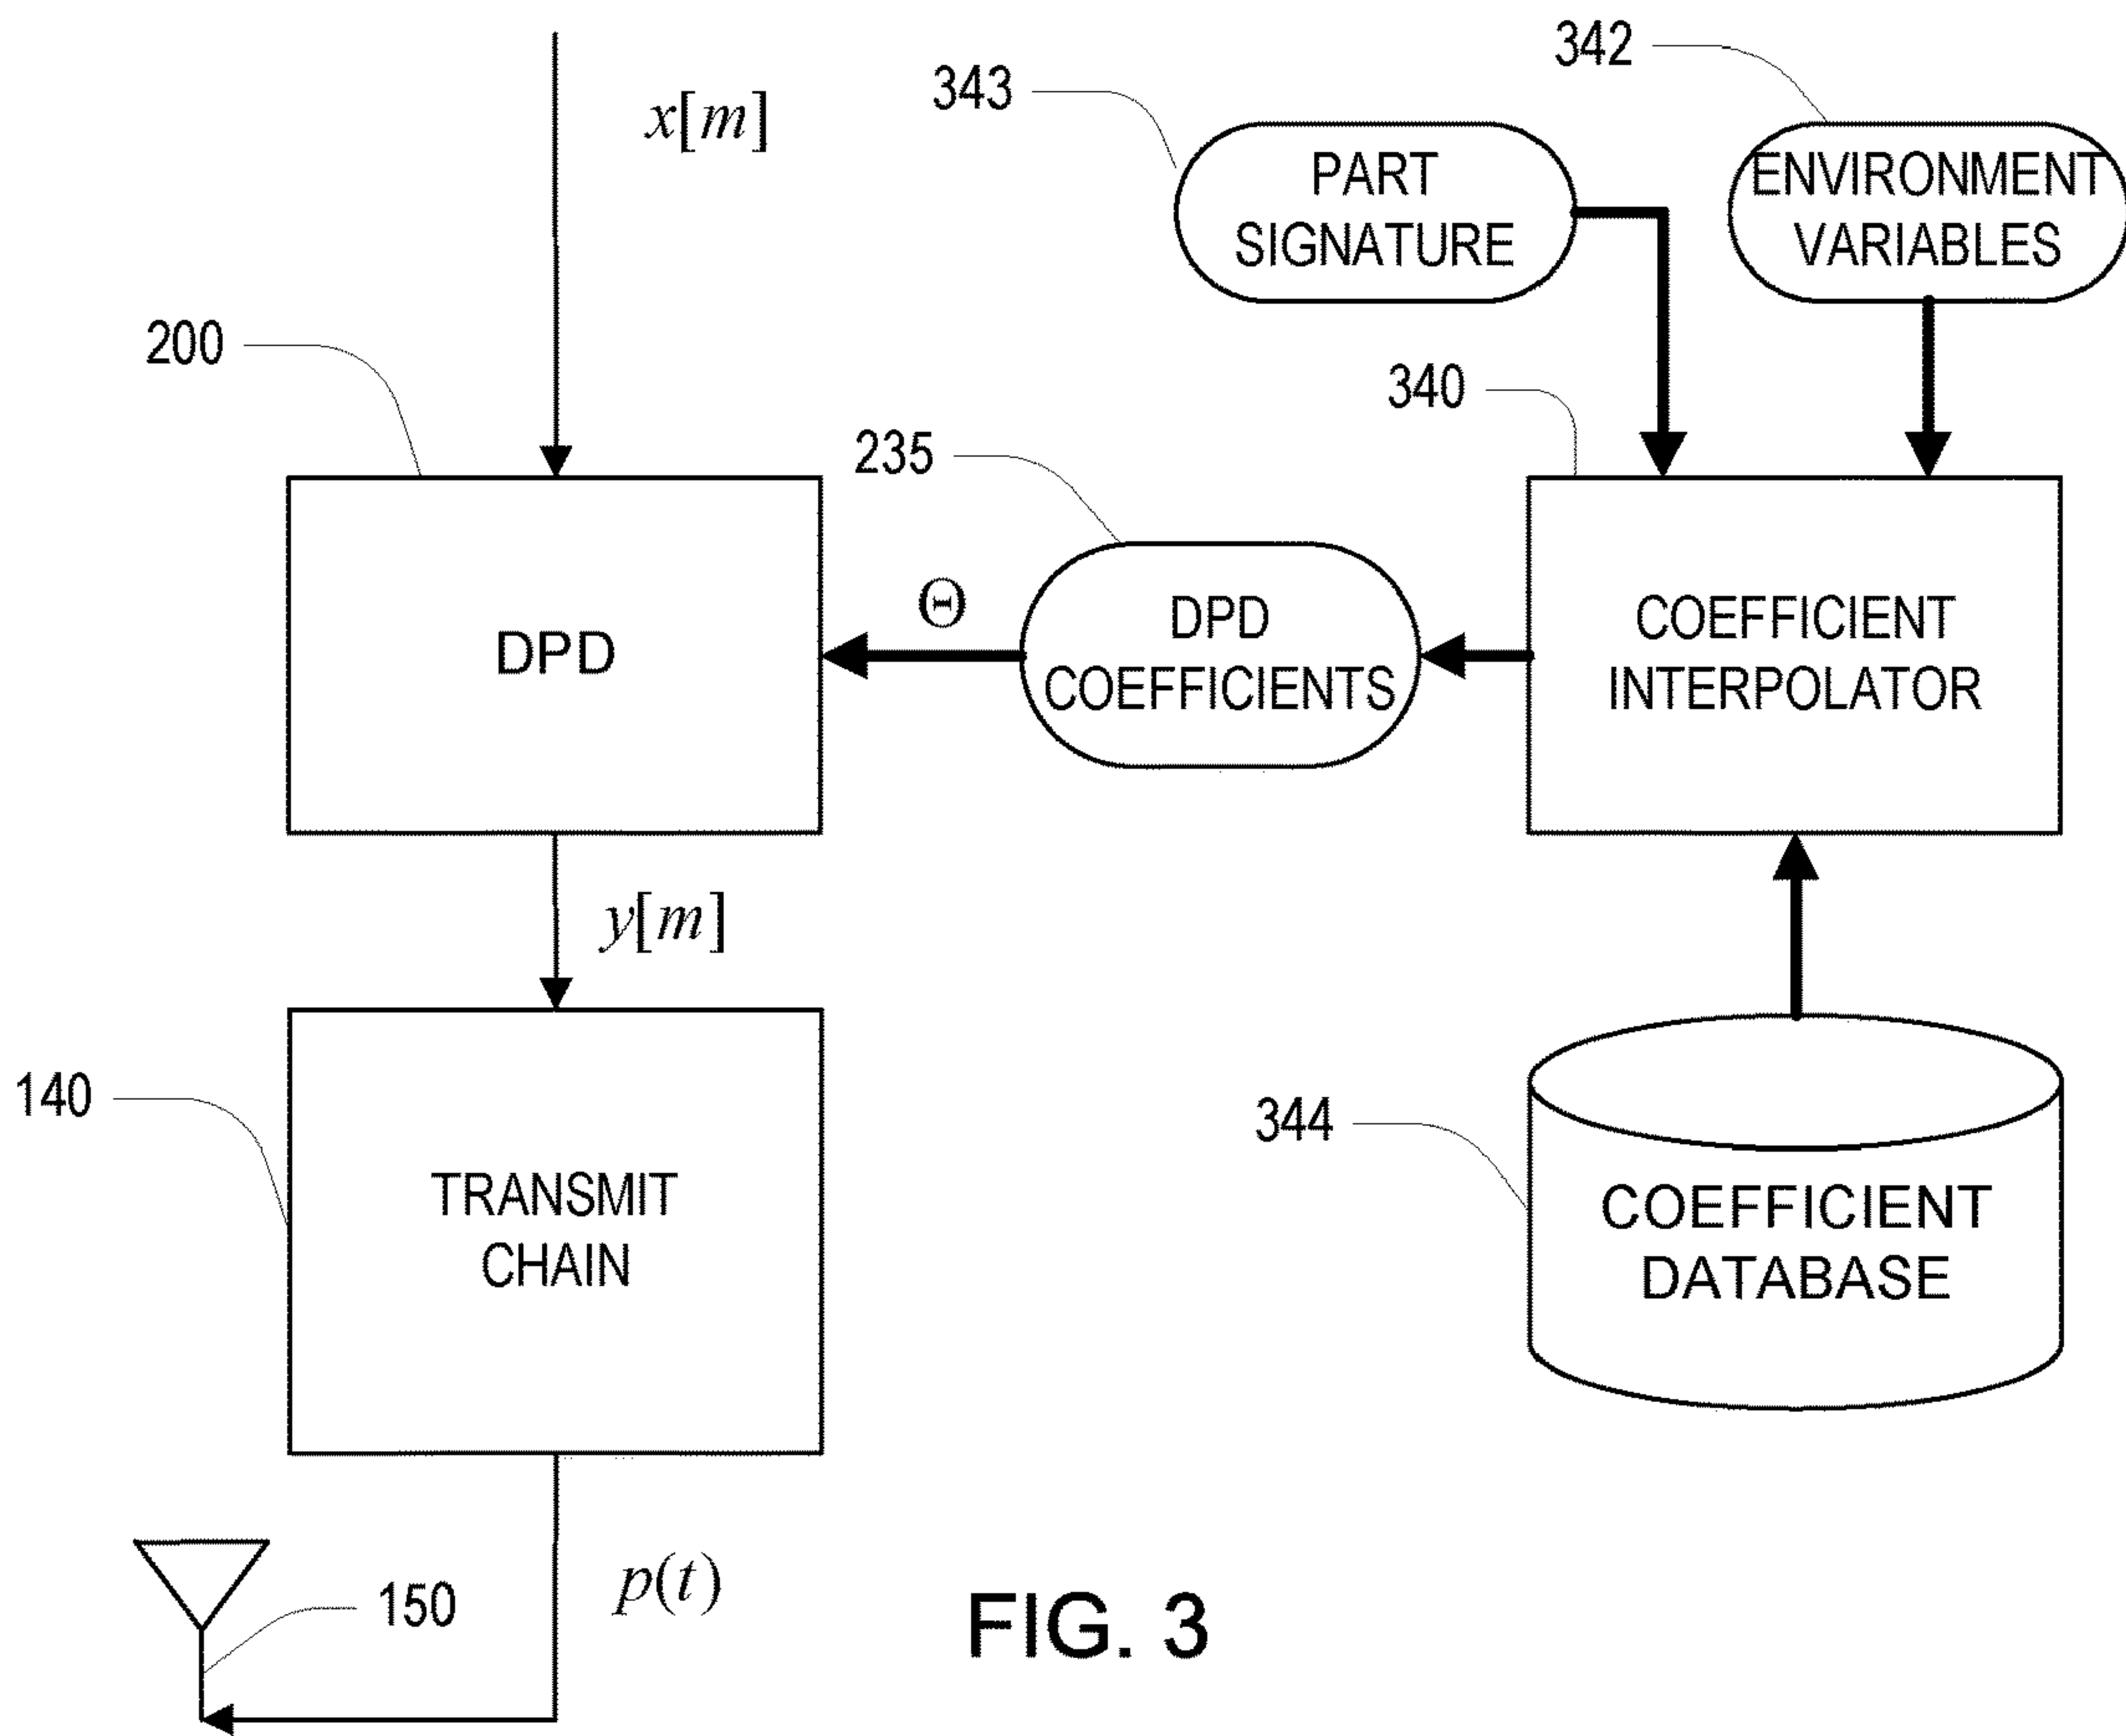 342
343
x[m]
PART
SIGNATURE
ENVIRONMENT
VARIABLES
200
340
235
Θ
DPD
DPD
COEFFICIENTS
COEFFICIENT
INTERPOLATOR
y[m]
140
344
TRANSMIT
CHAIN
COEFFICIENT
DATABASE
150
p(t)
FIG. 3